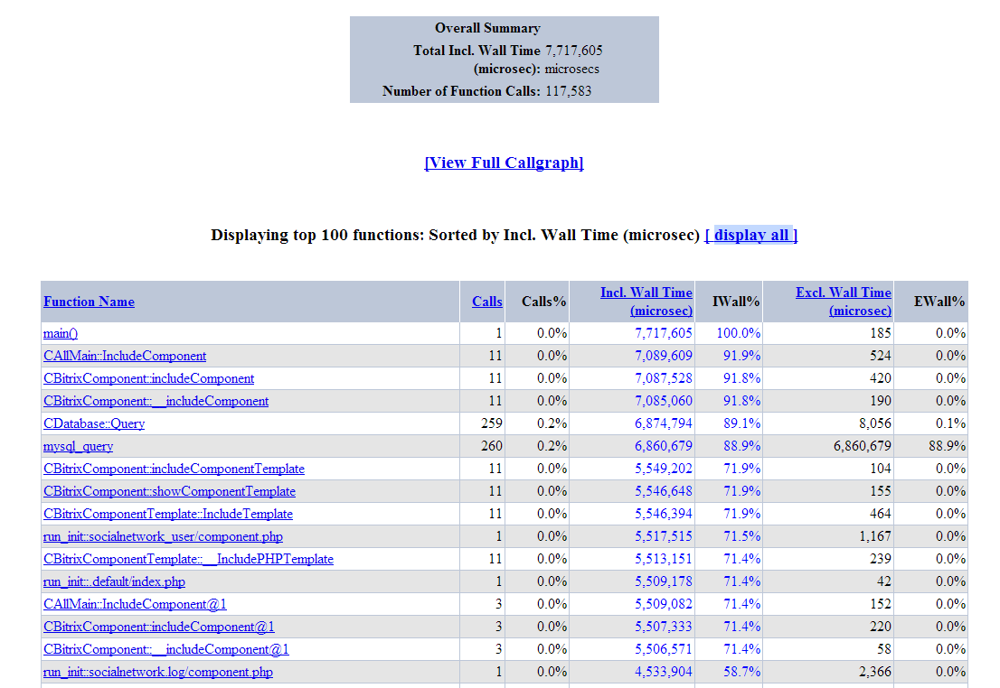 Overall Summary
Total Incl. Wall Time 7,717,605
(microsec): microsecs
Number of Function Calls: 117,583
[View Full Callgraph]
Displaying top 100 functions: Sorted by Incl. Wall Time (microsec) [ display all ]
Function Name Calls Calls% Incl. Wall Time (microsec) IWall% Excl. Wall Time (microsec) EWall%
main() 1 0.0% 7,717,605 100.0% 185 0.0%
CAllMain::IncludeComponent 11 0.0% 7,089,609 91.9% 524 0.0%
CBitrixComponent::includeComponent 11 0.0% 7,087,528 91.8% 420 0.0%
CBitrixComponent::__includeComponent 11 0.0% 7,085,060 91.8% 190 0.0%
CDatabase::Query 259 0.2% 6,874,794 89.1% 8,056 0.1%
mysql_query 260 0.2% 6,860,679 88.9% 6,860,679 88.9%
CBitrixComponent::includeComponentTemplate 11 0.0% 5,549,202 71.9% 104 0.0%
CBitrixComponent::showComponentTemplate 11 0.0% 5,546,648 71.9% 155 0.0%
CBitrixComponentTemplate::IncludeTemplate 11 0.0% 5,546,394 71.9% 464 0.0%
run_init::socialnetwork_user/component.php 1 0.0% 5,517,515 71.5% 1,167 0.0%
CBitrixComponentTemplate::__IncludePHPTemplate 11 0.0% 5,513,151 71.4% 239 0.0%
run_init::.default/index.php 1 0.0% 5,509,178 71.4% 42 0.0%
CAllMain::IncludeComponent@1 3 0.0% 5,509,082 71.4% 152 0.0%
CBitrixComponent::includeComponent@1 3 0.0% 5,507,333 71.4% 220 0.0%
CBitrixComponent::__includeComponent@1 3 0.0% 5,506,571 71.4% 58 0.0%
run_init::socialnetwork.log/component.php 1 0.0% 4,533,904 58.7% 2,366 0.0%